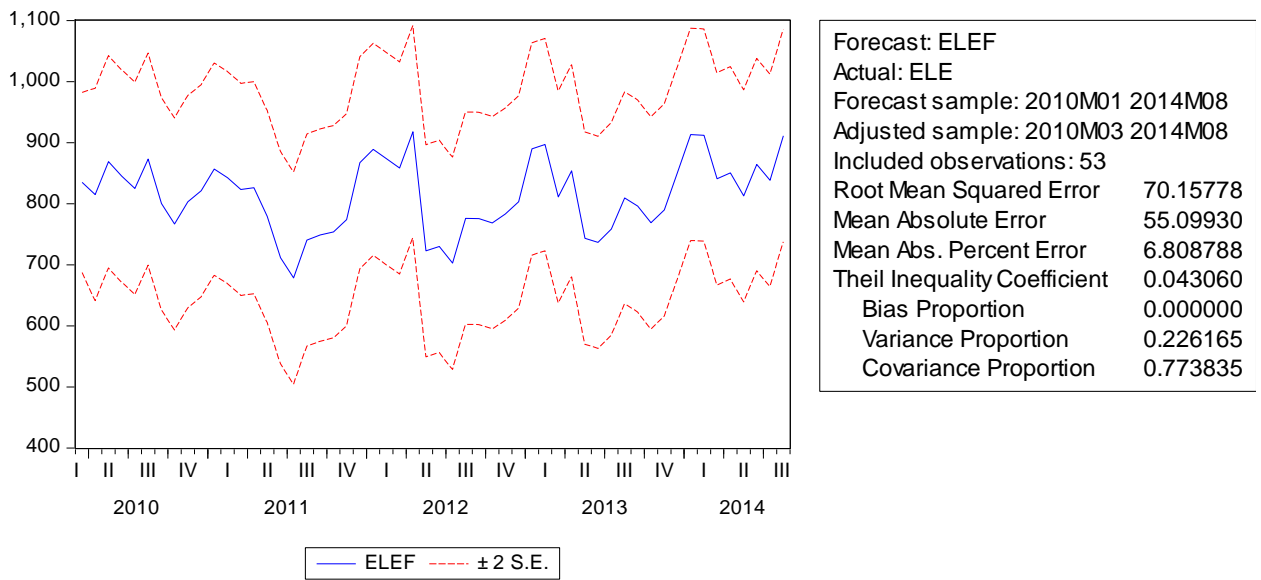 1,100
1,000
900
800
700
600
500
400
I II III IV I II III IV I II III IV I II III IV I II III
2010 2011 2012 2013 2014
ELEF ± 2 S.E.
Forecast: ELEF
Actual: ELE
Forecast sample: 2010M01 2014M08
Adjusted sample: 2010M03 2014M08
Included observations: 53
Root Mean Squared Error 70.15778
Mean Absolute Error 55.09930
Mean Abs. Percent Error 6.808788
Theil Inequality Coefficient 0.043060
Bias Proportion 0.000000
Variance Proportion 0.226165
Covariance Proportion 0.773835